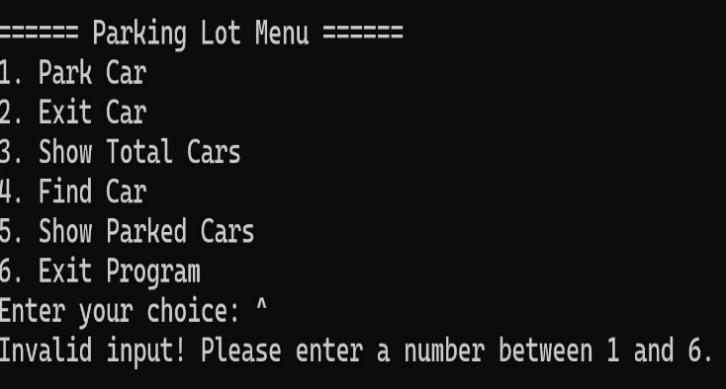 ====== Parking Lot Menu ======
1. Park Car
2. Exit Car
3. Show Total Cars
4. Find Car
5. Show Parked Cars
6. Exit Program
Enter your choice: ^
Invalid input! Please enter a number between 1 and 6.